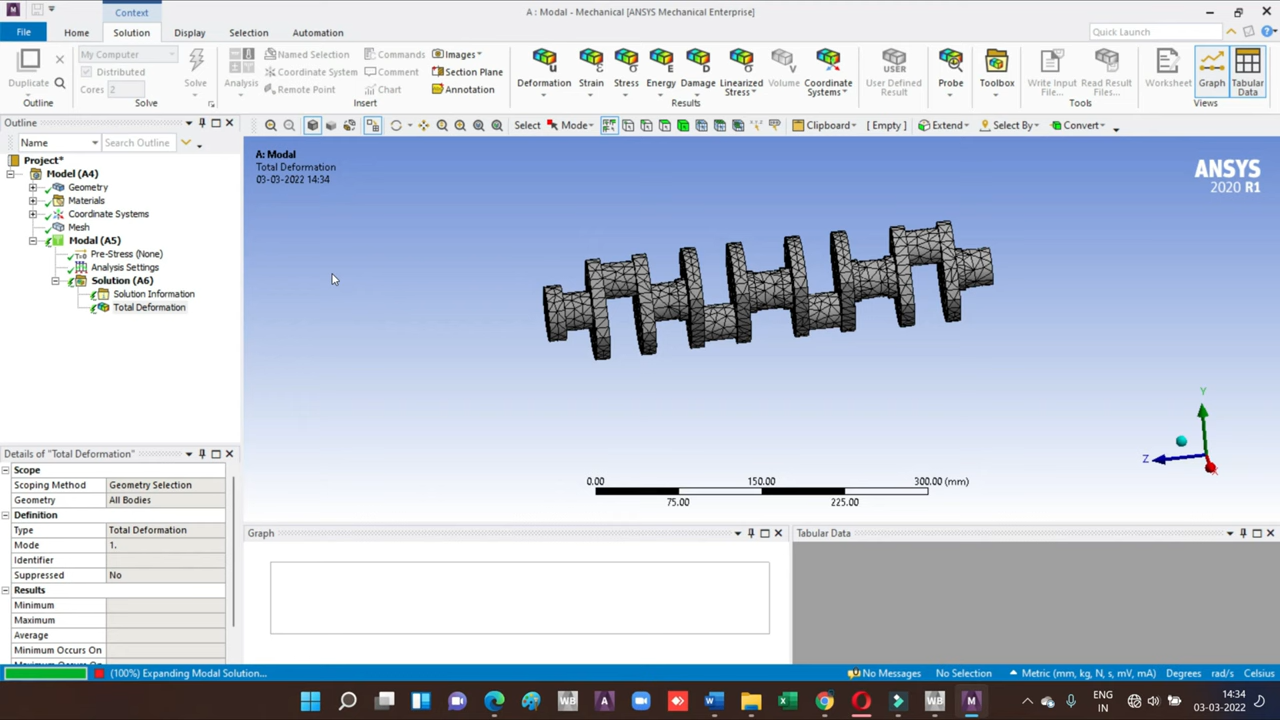 Context
A : Modal - Mechanical [ANSYS Mechanical Enterprise]
File Home Solution Display Selection Automation
Quick Launch
Duplicate
Outline
My Computer
Distributed
Cores 2
Solve
Solve
Analysis
Named Selection
Coordinate System
Remote Point
Commands
Comment
Chart
Images
Section Plane
Annotation
Insert
Deformation
Strain
Stress
Energy
Damage
Linearized Stress
Volume
Coordinate Systems
Results
User Defined Result
Probe
Toolbox
Write Input File...
Read Result Files...
Tools
Worksheet
Graph
Tabular Data
Views
Outline
Name Search Outline
Select Mode Clipboard [ Empty ] Extend Select By Convert
Project*
Model (A4)
Geometry
Materials
Coordinate Systems
Mesh
Modal (A5)
Pre-Stress (None)
Analysis Settings
Solution (A6)
Solution Information
Total Deformation
A: Modal
Total Deformation
03-03-2022 14:34
ANSYS
2020 R1
Y
Z
X
0.00 150.00 300.00 (mm)
75.00 225.00
Details of "Total Deformation"
Scope
Scoping Method Geometry Selection
Geometry All Bodies
Definition
Type Total Deformation
Mode 1.
Identifier
Suppressed No
Results
Minimum
Maximum
Average
Minimum Occurs On
Maximum Occurs On
Graph
Tabular Data
(100%) Expanding Modal Solution... No Messages No Selection Metric (mm, kg, N, s, mV, mA) Degrees rad/s Celsius
ENG
IN
14:34
03-03-2022